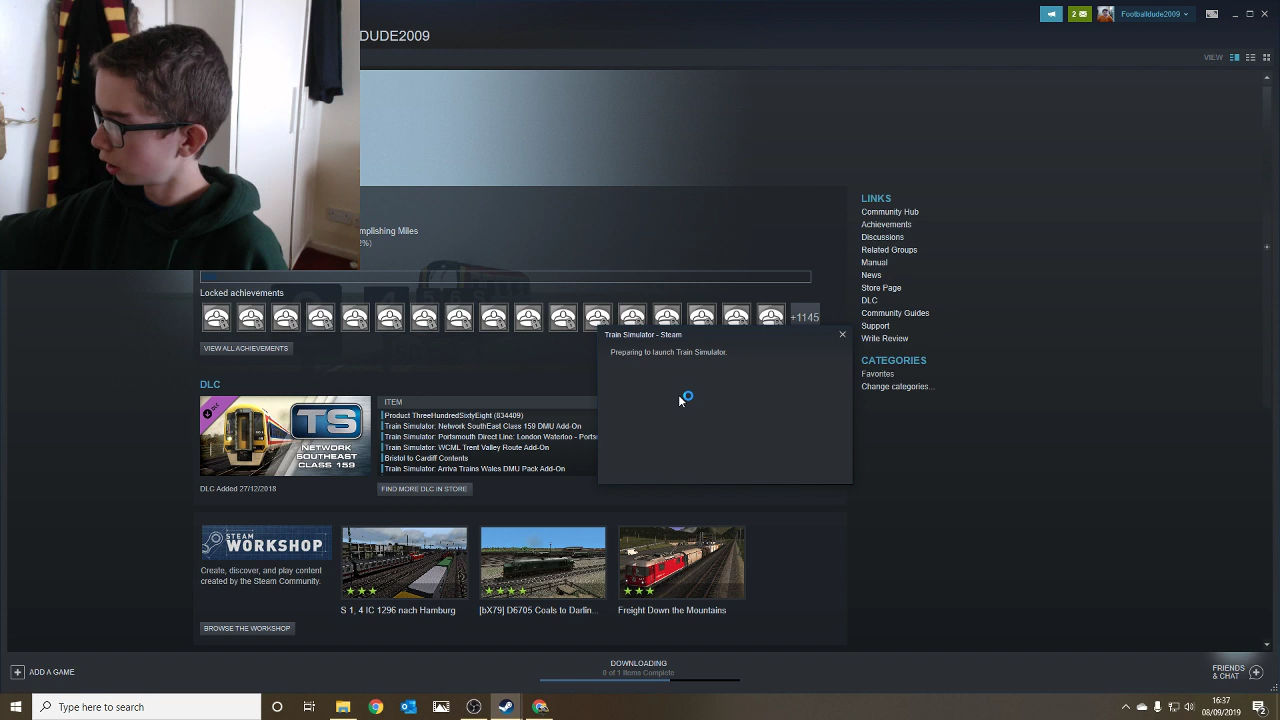 2
Footballdude2009
DUDE2009
VIEW
LINKS
Community Hub
Achievements
Discussions
Related Groups
Manual
News
Store Page
DLC
Community Guides
Support
Write Review
CATEGORIES
Favorites
Change categories...
mplishing Miles
2%)
Locked achievements
+1145
VIEW ALL ACHIEVEMENTS
Train Simulator - Steam
Preparing to launch Train Simulator.
DLC
DLC
TS
NETWORK
SOUTHEAST
CLASS 159
DLC Added 27/12/2018
ITEM
Product ThreeHundredSixtyEight (834409)
Train Simulator: Network SouthEast Class 159 DMU Add-On
Train Simulator: Portsmouth Direct Line: London Waterloo - Ports
Train Simulator: WCML Trent Valley Route Add-On
Bristol to Cardiff Contents
Train Simulator: Arriva Trains Wales DMU Pack Add-On
FIND MORE DLC IN STORE
STEAM
WORKSHOP
Create, discover, and play content
created by the Steam Community.
BROWSE THE WORKSHOP
S 1, 4 IC 1296 nach Hamburg
[bX79] D6705 Coals to Darlin...
Freight Down the Mountains
ADD A GAME
DOWNLOADING
0 of 1 Items Complete
FRIENDS
& CHAT
Type here to search
16:37
08/09/2019